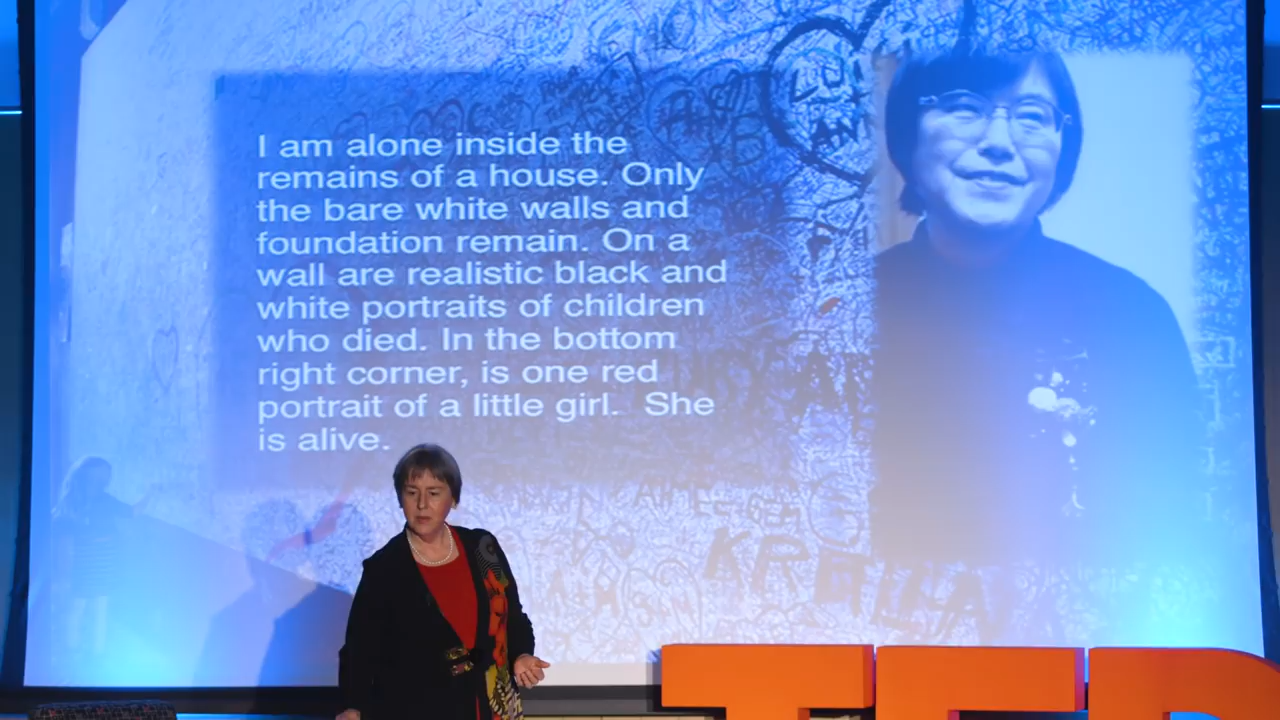 I am alone inside the
remains of a house. Only
the bare white walls and
foundation remain. On a
wall are realistic black and
white portraits of children
who died. In the bottom
right corner, is one red
portrait of a little girl.  She
is alive.
TED